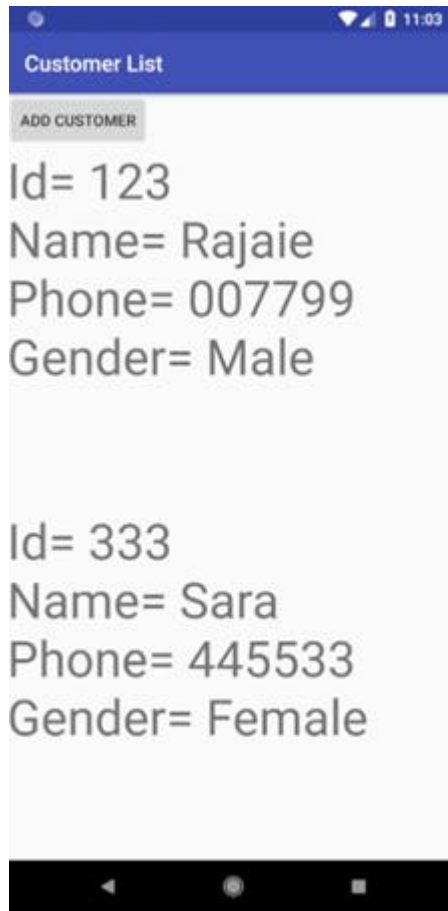 11:03
Customer List
ADD CUSTOMER
Id= 123
Name= Rajaie
Phone= 007799
Gender= Male
Id= 333
Name= Sara
Phone= 445533
Gender= Female